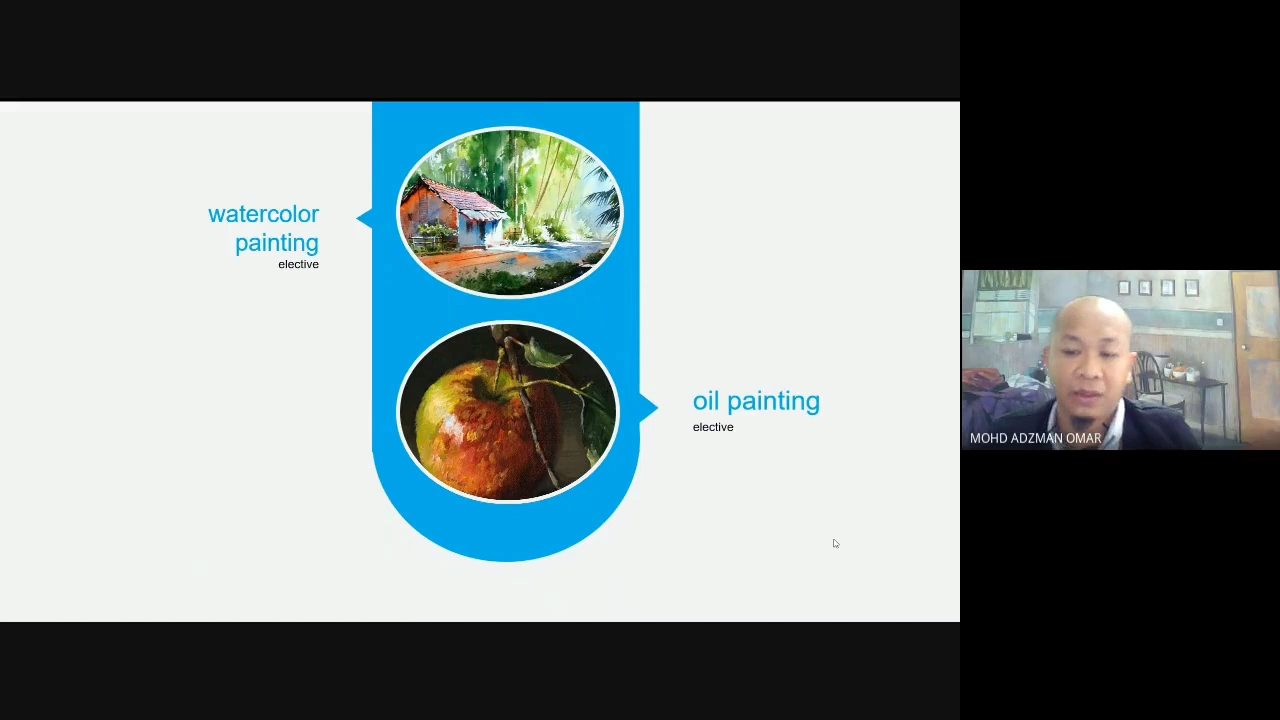 watercolor
painting
elective
oil painting
elective
MOHD ADZMAN OMAR